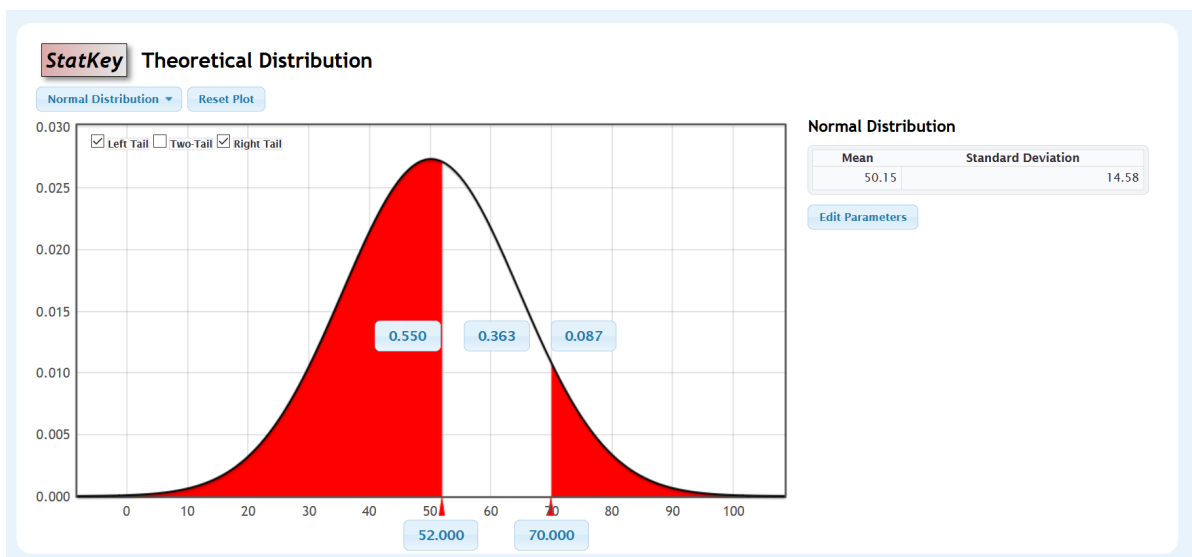 StatKey Theoretical Distribution
Normal Distribution Reset Plot
Left Tail Two-Tail Right Tail
0.030
0.025
0.020
0.015
0.010
0.005
0.000
0.550 0.363 0.087
0 10 20 30 40 50 60 70 80 90 100
52.000 70.000
Normal Distribution
Mean Standard Deviation
50.15 14.58
Edit Parameters